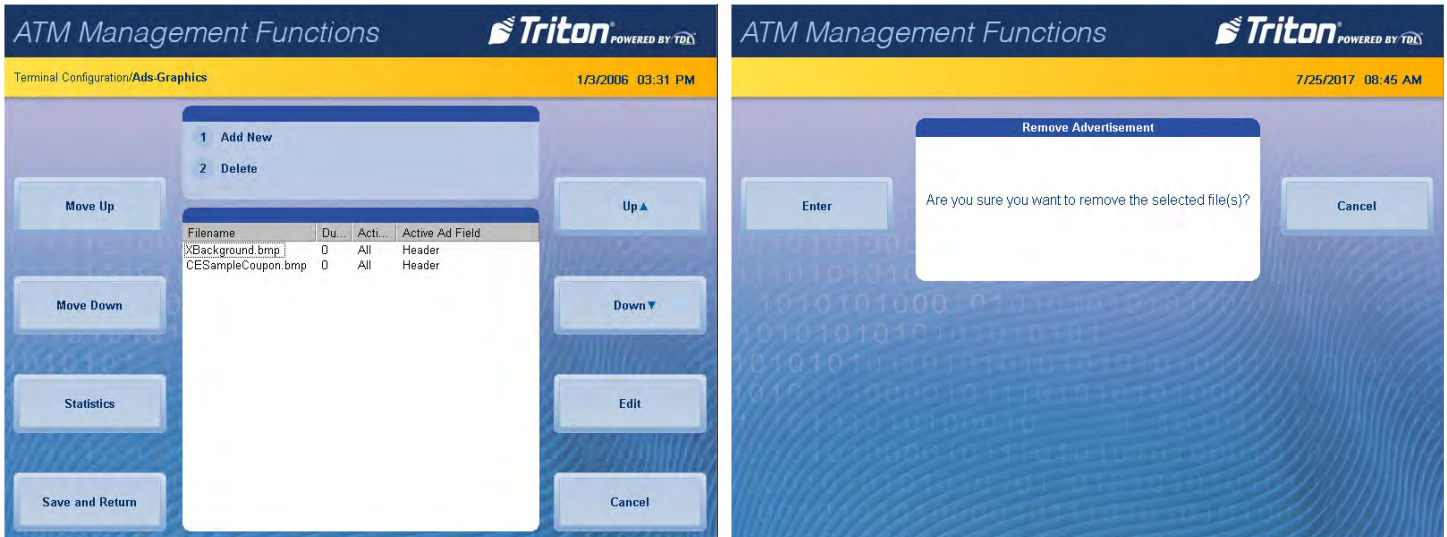 ATM Management Functions
Triton POWERED BY TDL
Terminal Configuration/Ads-Graphics
1/3/2006 03:31 PM
1 Add New
2 Delete
Move Up
Up▲
Filename Du... Acti... Active Ad Field
XBackground.bmp 0 All Header
CESampleCoupon.bmp 0 All Header
Move Down
Down▼
Statistics
Edit
Save and Return
Cancel
ATM Management Functions
Triton POWERED BY TDL
7/25/2017 08:45 AM
Remove Advertisement
Enter
Are you sure you want to remove the selected file(s)?
Cancel